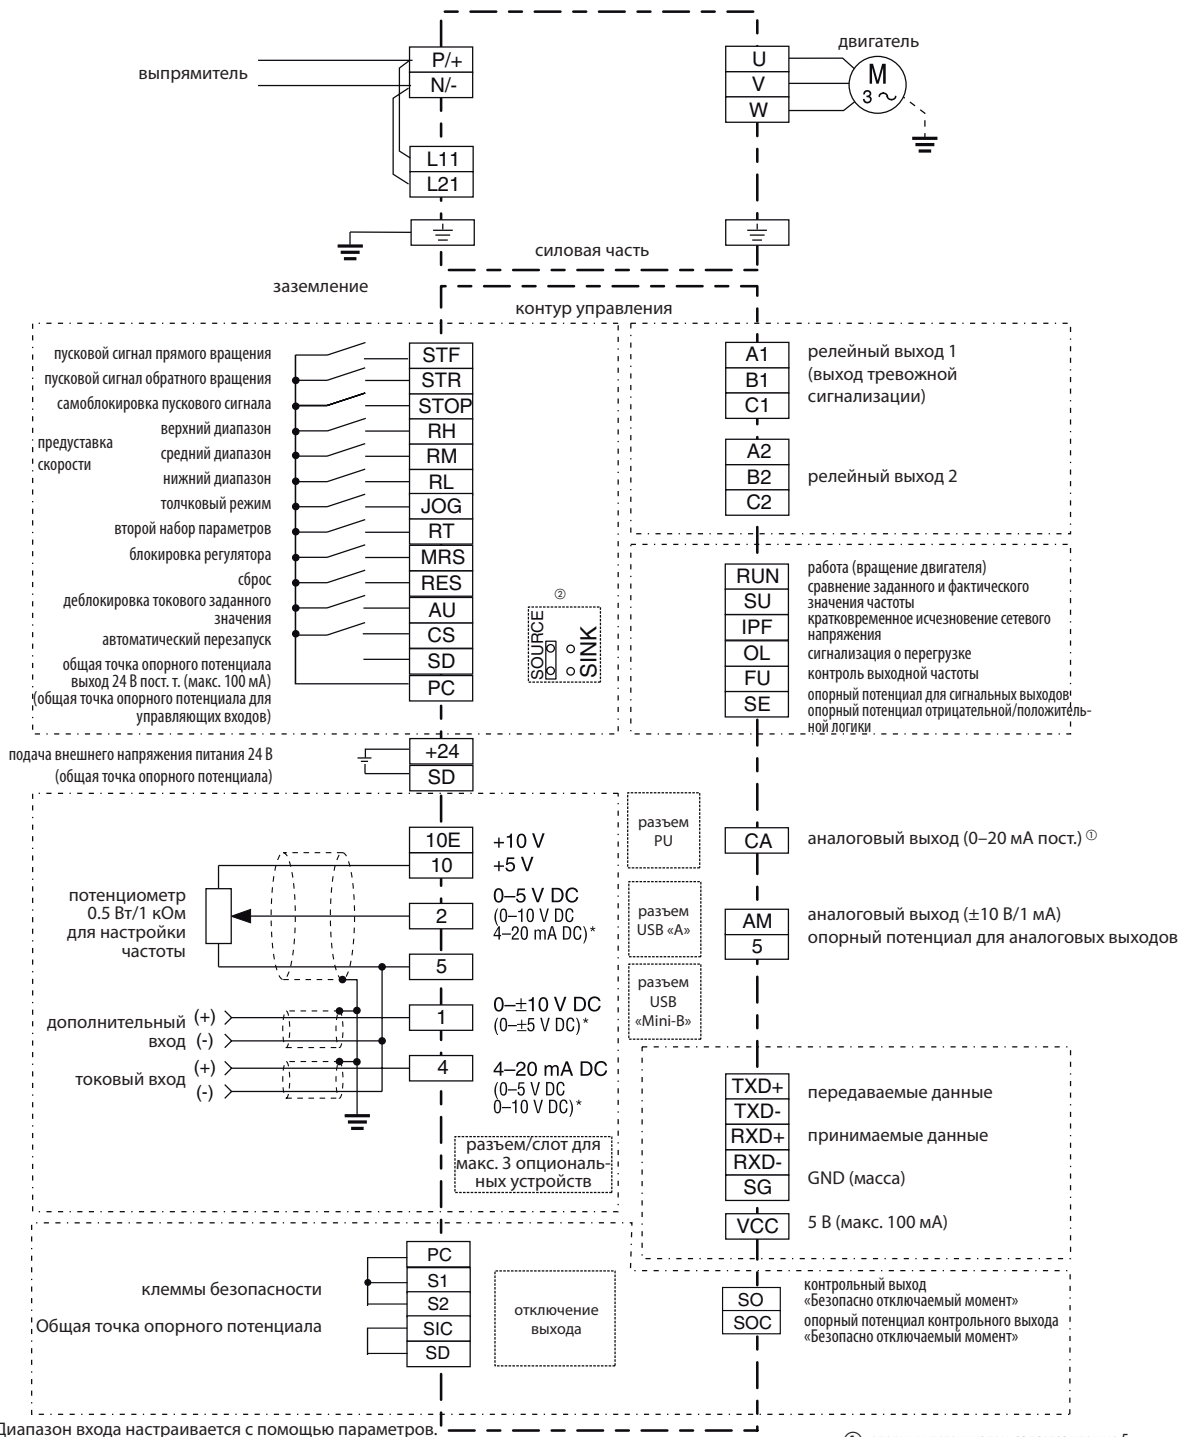 двигатель
выпрямитель
P/+
N/-
U
V
W
M
3 ~
L11
L21
силовая часть
заземление
контур управления
пусковой сигнал прямого вращения
STF
пусковой сигнал обратного вращения
STR
самоблокировка пускового сигнала
STOP
предуставка
скорости
верхний диапазон
RH
средний диапазон
RM
нижний диапазон
RL
толчковый режим
JOG
второй набор параметров
RT
блокировка регулятора
MRS
сброс
RES
деблокировка токового заданного
значения
AU
автоматический перезапуск
CS
SD
общая точка опорного потенциала
выход 24 В пост. т. (макс. 100 мА)
(общая точка опорного потенциала для
управляющих входов)
PC
②
SOURCE
SINK
A1
B1
C1
релейный выход 1
(выход тревожной
сигнализации)
A2
B2
C2
релейный выход 2
RUN
работа (вращение двигателя)
SU
сравнение заданного и фактического
значения частоты
IPF
кратковременное исчезновение сетевого
напряжения
OL
сигнализация о перегрузке
FU
контроль выходной частоты
SE
опорный потенциал для сигнальных выходов
опорный потенциал отрицательной/положитель-
ной логики
подача внешнего напряжения питания 24 В
(общая точка опорного потенциала)
+24
SD
потенциометр
0.5 Вт/1 кОм
для настройки
частоты
10E
+10 V
10
+5 V
2
0–5 V DC
(0–10 V DC
4–20 mA DC)*
5
дополнительный
вход
(+)
(-)
1
0–±10 V DC
(0–±5 V DC)*
токовый вход
(+)
(-)
4
4–20 mA DC
(0–5 V DC
0–10 V DC)*
разъем/слот для
макс. 3 опциональ-
ных устройств
разъем
PU
разъем
USB «A»
разъем
USB
«Mini-B»
CA
аналоговый выход (0–20 мА пост.) ①
AM
аналоговый выход (±10 В/1 мА)
5
опорный потенциал для аналоговых выходов
TXD+
TXD-
передаваемые данные
RXD+
RXD-
принимаемые данные
SG
GND (масса)
VCC
5 В (макс. 100 мА)
клеммы безопасности
PC
S1
S2
Общая точка опорного потенциала
SIC
SD
отключение
выхода
SO
контрольный выход
«Безопасно отключаемый момент»
SOC
опорный потенциал контрольного выхода
«Безопасно отключаемый момент»
Диапазон входа настраивается с помощью параметров.